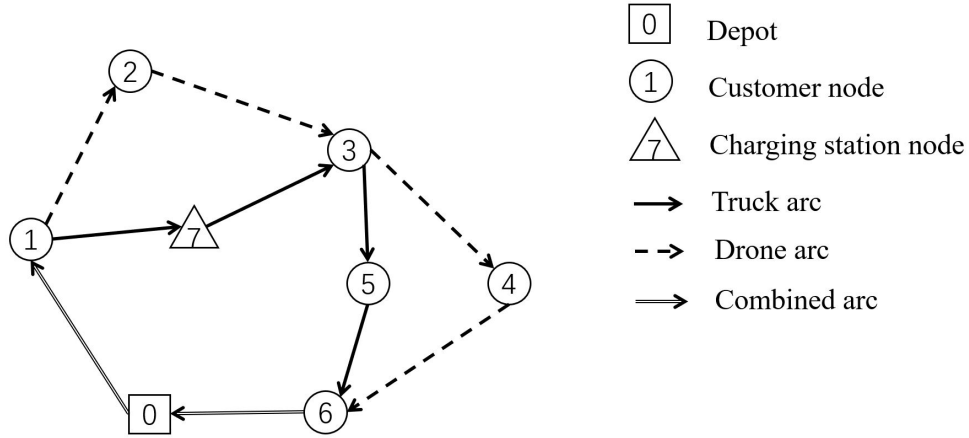 2
3
1
7
5
4
0
6
0 Depot
1 Customer node
7 Charging station node
Truck arc
Drone arc
Combined arc